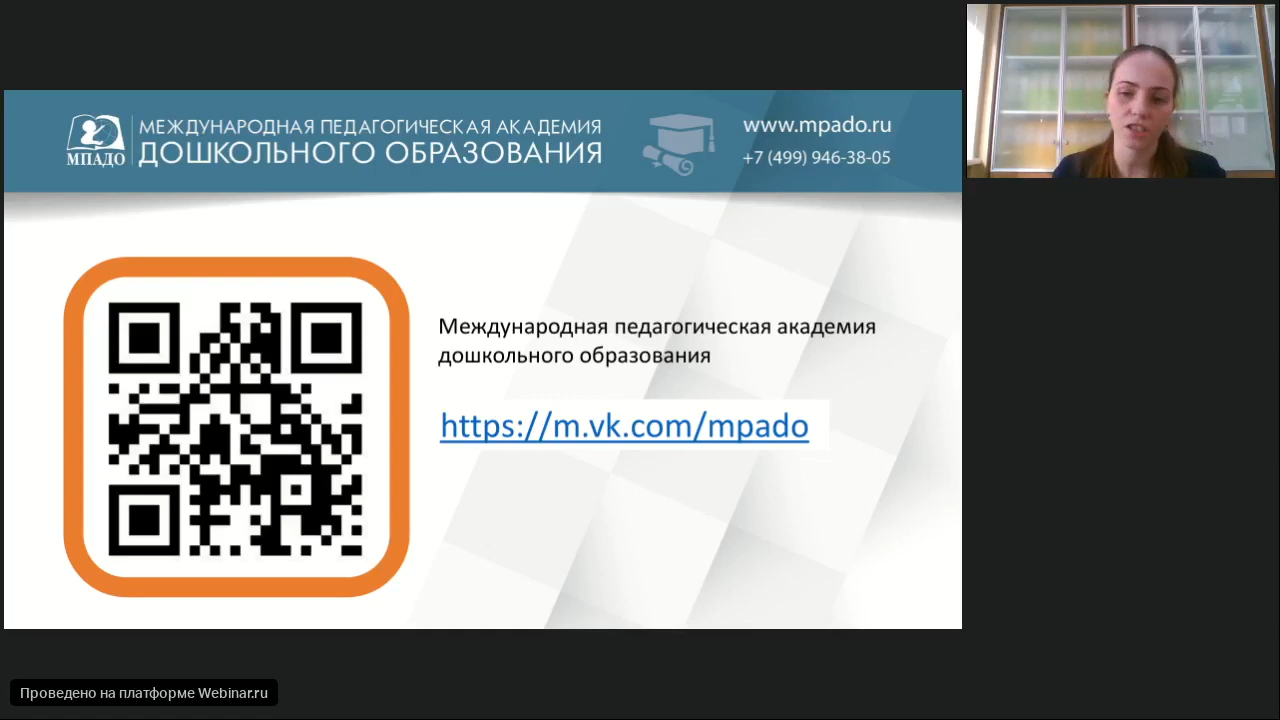 МПАДО
МЕЖДУНАРОДНАЯ ПЕДАГОГИЧЕСКАЯ АКАДЕМИЯ
ДОШКОЛЬНОГО ОБРАЗОВАНИЯ
www.mpado.ru
+7 (499) 946-38-05
Международная педагогическая академия
дошкольного образования
https://m.vk.com/mpado
Проведено на платформе Webinar.ru